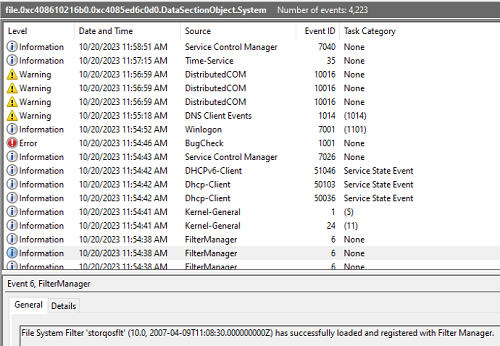 file.0xc408610216b0.0xc4085ed6c0d0.DataSectionObject.System Number of events: 4,223
Level Date and Time Source Event ID Task Category
Information 10/20/2023 11:58:51 AM Service Control Manager 7040 None
Information 10/20/2023 11:57:15 AM Time-Service 35 None
Warning 10/20/2023 11:56:59 AM DistributedCOM 10016 None
Warning 10/20/2023 11:56:59 AM DistributedCOM 10016 None
Warning 10/20/2023 11:56:59 AM DistributedCOM 10016 None
Warning 10/20/2023 11:55:18 AM DNS Client Events 1014 (1014)
Information 10/20/2023 11:54:52 AM Winlogon 7001 (1101)
Error 10/20/2023 11:54:46 AM BugCheck 1001 None
Information 10/20/2023 11:54:43 AM Service Control Manager 7026 None
Information 10/20/2023 11:54:42 AM DHCPv6-Client 51046 Service State Event
Information 10/20/2023 11:54:42 AM Dhcp-Client 50103 Service State Event
Information 10/20/2023 11:54:42 AM Dhcp-Client 50036 Service State Event
Information 10/20/2023 11:54:41 AM Kernel-General 1 (5)
Information 10/20/2023 11:54:41 AM Kernel-General 24 (11)
Information 10/20/2023 11:54:38 AM FilterManager 6 None
Information 10/20/2023 11:54:38 AM FilterManager 6 None
Information 10/20/2023 11:54:38 AM FilterManager 6 None
Event 6, FilterManager
General Details
File System Filter 'storqosflt' (10.0, 2007-04-09T11:08:30.000000000Z) has successfully loaded and registered with Filter Manager.